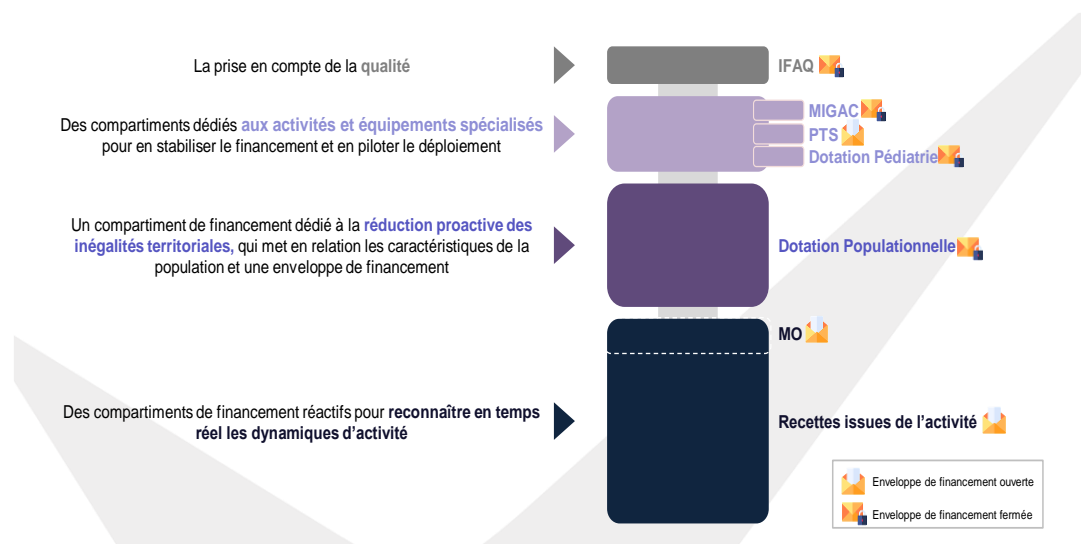 La prise en compte de la qualité
IFAQ
Des compartiments dédiés aux activités et équipements spécialisés
pour en stabiliser le financement et en piloter le déploiement
MIGAC
PTS
Dotation Pédiatrie
Un compartiment de financement dédié à la réduction proactive des
inégalités territoriales, qui met en relation les caractéristiques de la
population et une enveloppe de financement
Dotation Populationnelle
MO
Des compartiments de financement réactifs pour reconnaître en temps
réel les dynamiques d’activité
Recettes issues de l’activité
Enveloppe de financement ouverte
Enveloppe de financement fermée